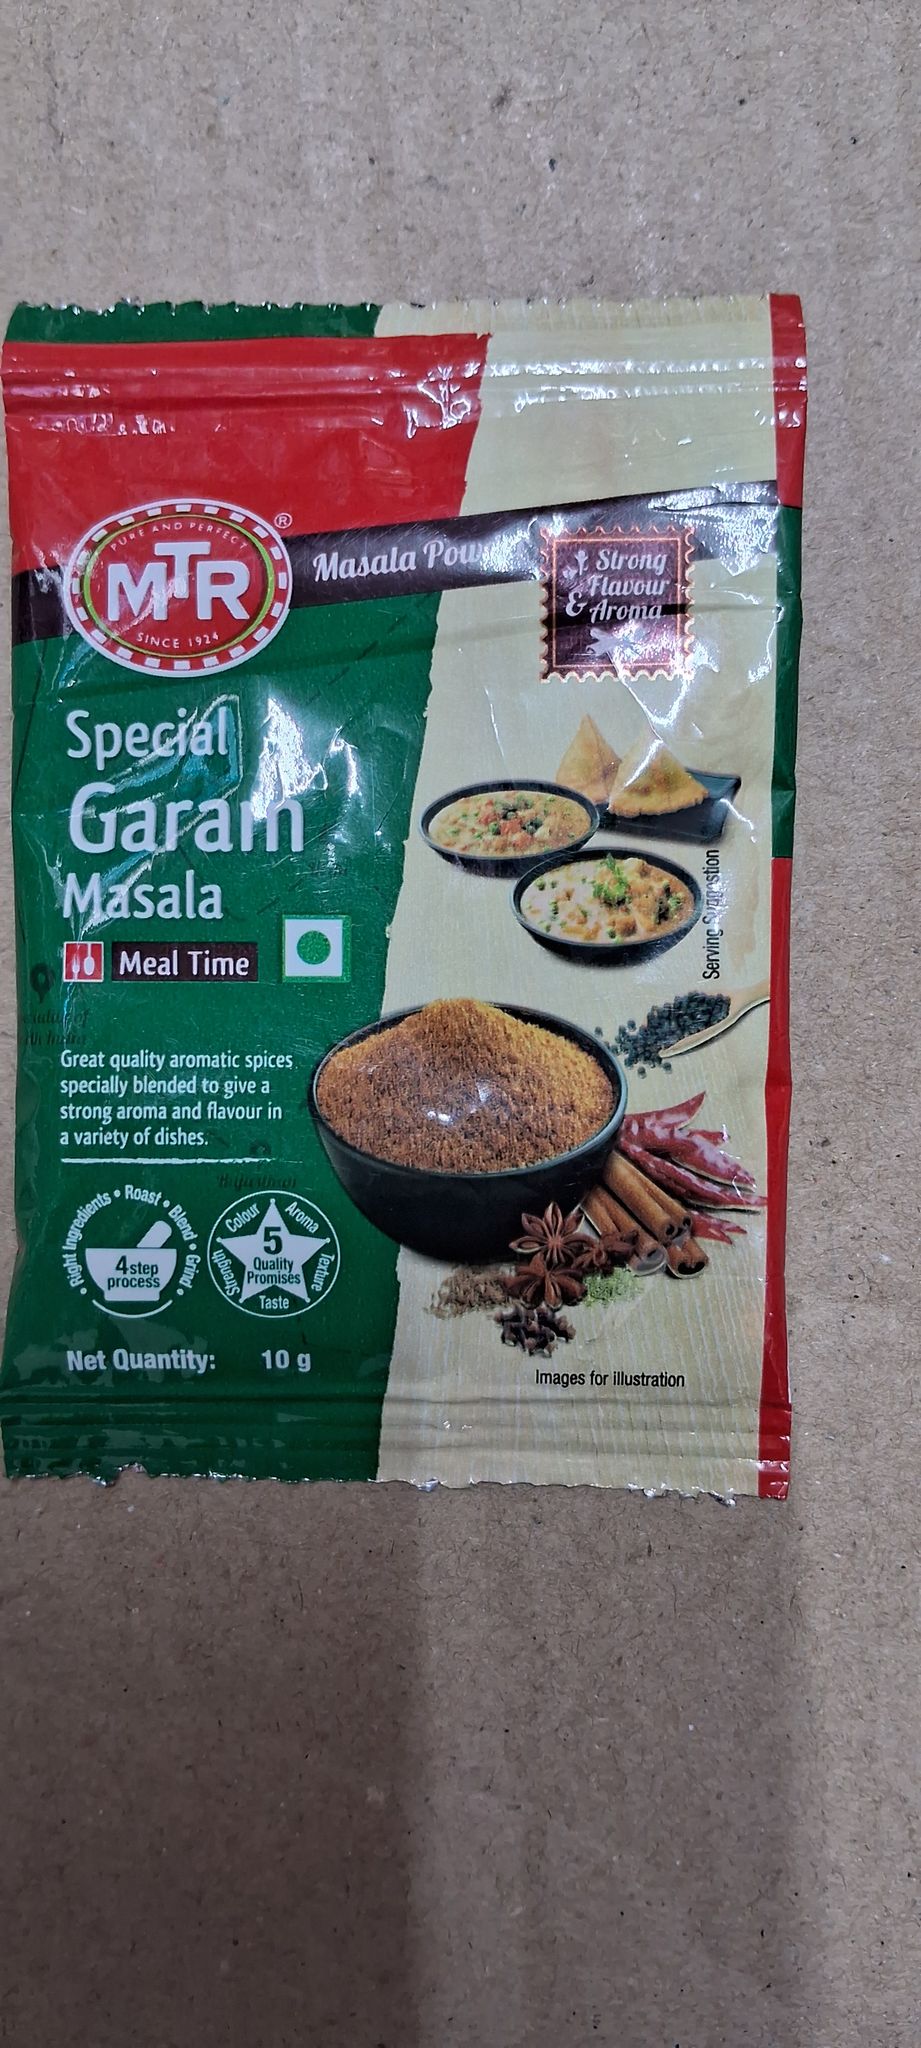 PURE AND PERFECT
MTR
®
SINCE 1924
Masala
Strong
Flavour
& Aroma
Special
Garam
Masala
Meal Time
Serving Suggestion
Great quality aromatic spices
specially blended to give a
strong aroma and flavour in
a variety of dishes.
Right Ingredients • Roast • Blend • Grind •
4 step
process
Strength Colour Aroma Texture
5
Quality
Promises
Taste
Net Quantity: 10 g
Images for illustration